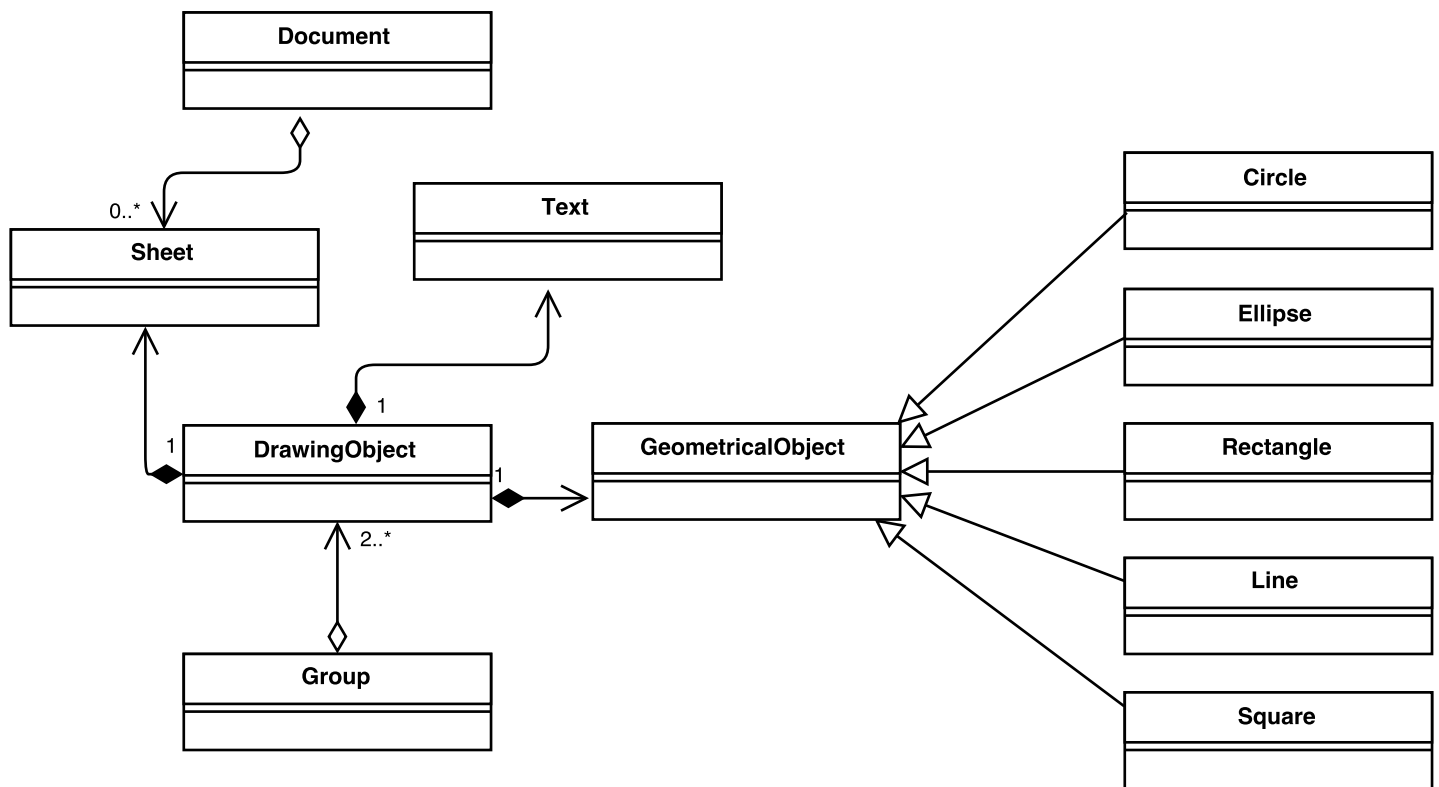 Document
Circle
Text
0..*
Sheet
Ellipse
1
1
DrawingObject
GeometricalObject
Rectangle
1
2..*
Line
Group
Square